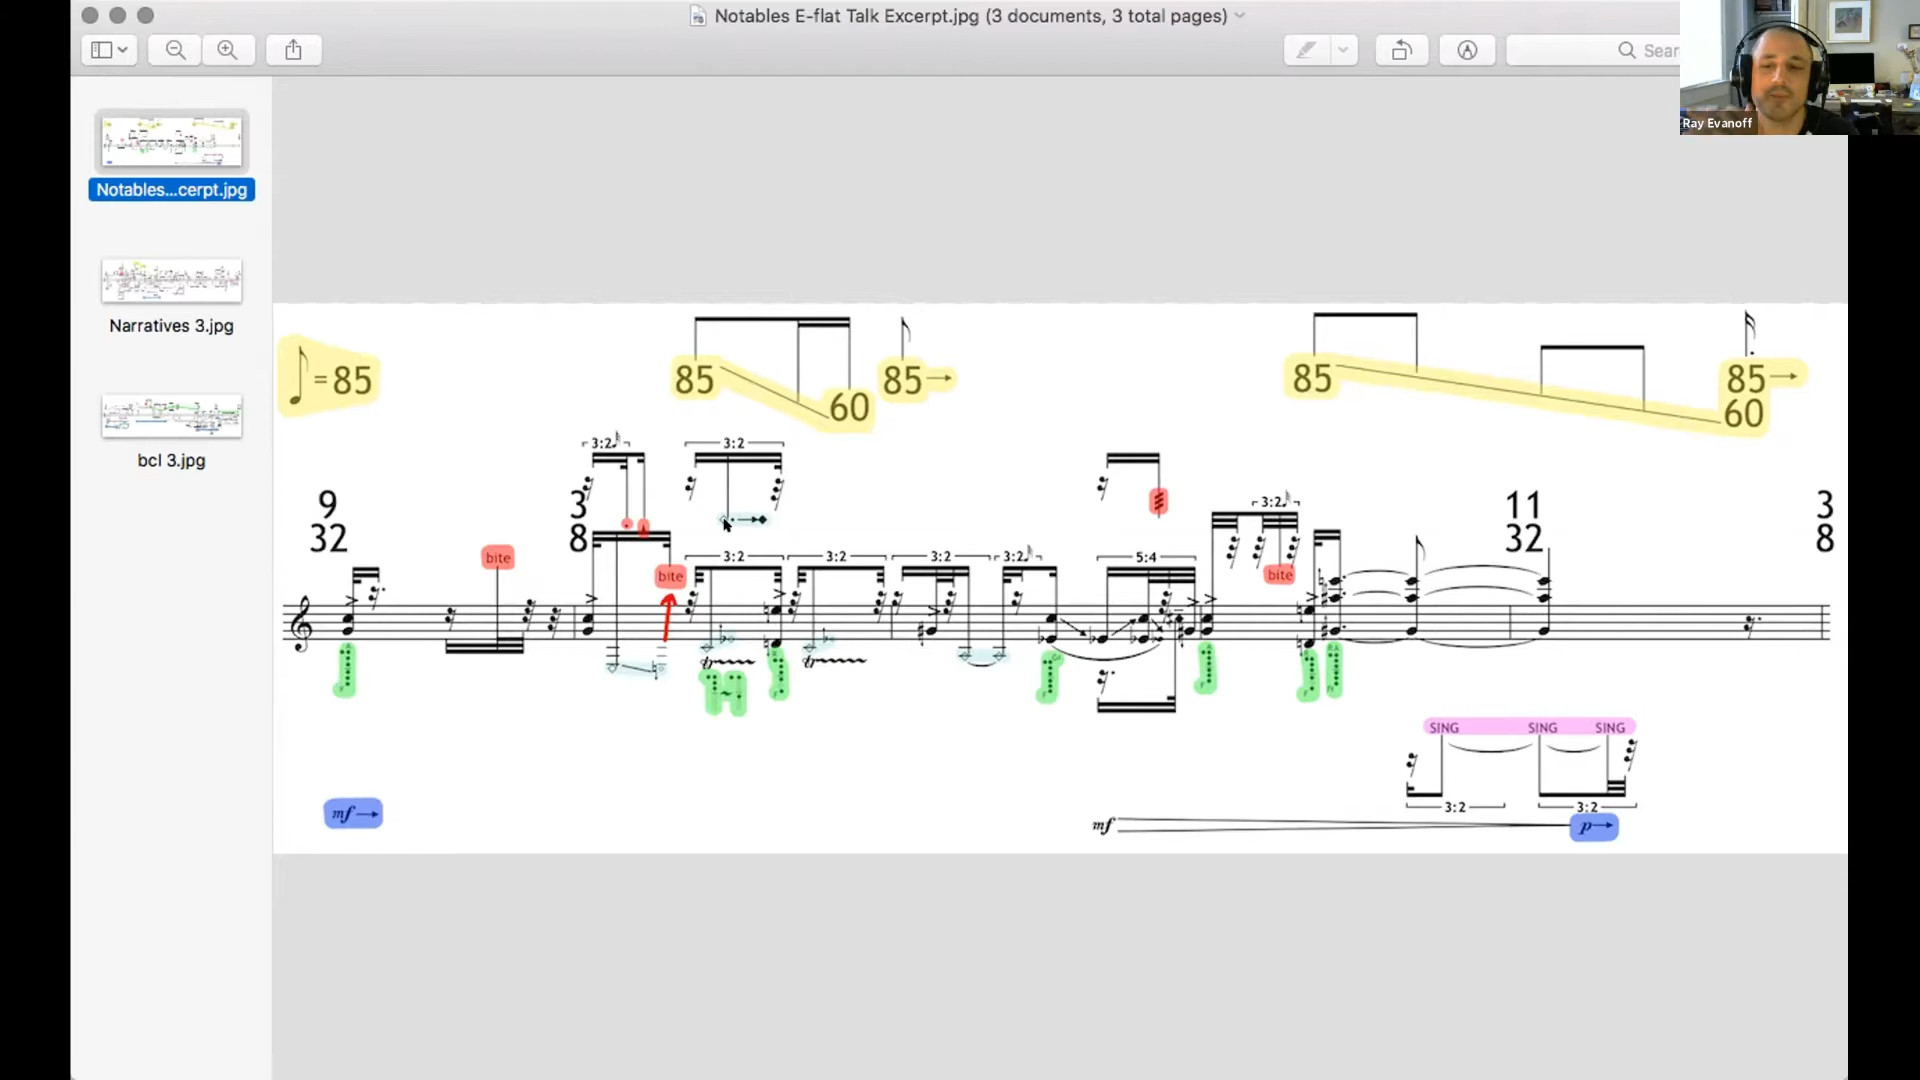 Notables E-flat Talk Excerpt.jpg (3 documents, 3 total pages)
Sear
Ray Evanoff
Notables...cerpt.jpg
Narratives 3.jpg
bcl 3.jpg
= 85
85
60
85
85
85
60
3:2
3:2
9
32
3
8
3:2
11
32
3
8
bite
bite
3:2
3:2
3:2
3:2
5:4
bite
SING SING SING
3:2
3:2
mf
mf
p